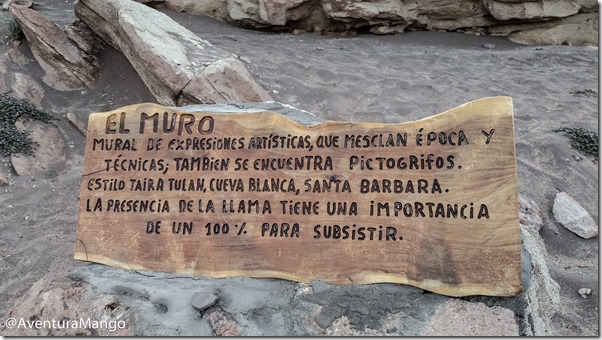 EL MURO
MURAL DE EXPRESIONES ARTÍSTICAS, QUE MESCLAN ÉPOCA Y
TÉCNICAS; TAMBIEN SE ENCUENTRA PICTOGRIFOS.
ESTILO TAIRA TULAN, CUEVA BLANCA, SANTA BARBARA.
LA PRESENCIA DE LA LLAMA TIENE UNA IMPORTANCIA
DE UN 100% PARA SUBSISTIR.
@AventuraMango